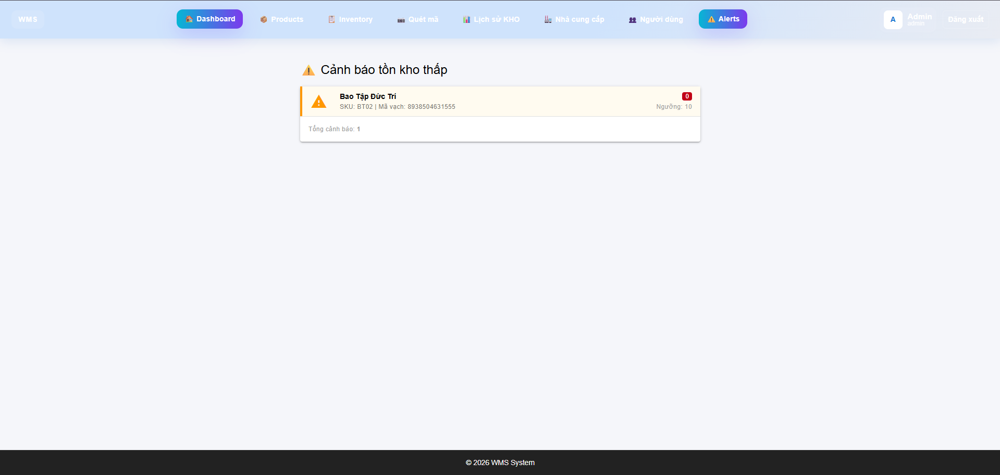 WMS
Dashboard
Products
Inventory
Quét mã
Lịch sử KHO
Nhà cung cấp
Người dùng
Alerts
A
Admin
admin
Đăng xuất
Cảnh báo tồn kho thấp
Bao Tập Đức Trí
0
SKU: BT02 | Mã vạch: 8938504631555
Ngưỡng: 10
Tổng cảnh báo: 1
© 2026 WMS System